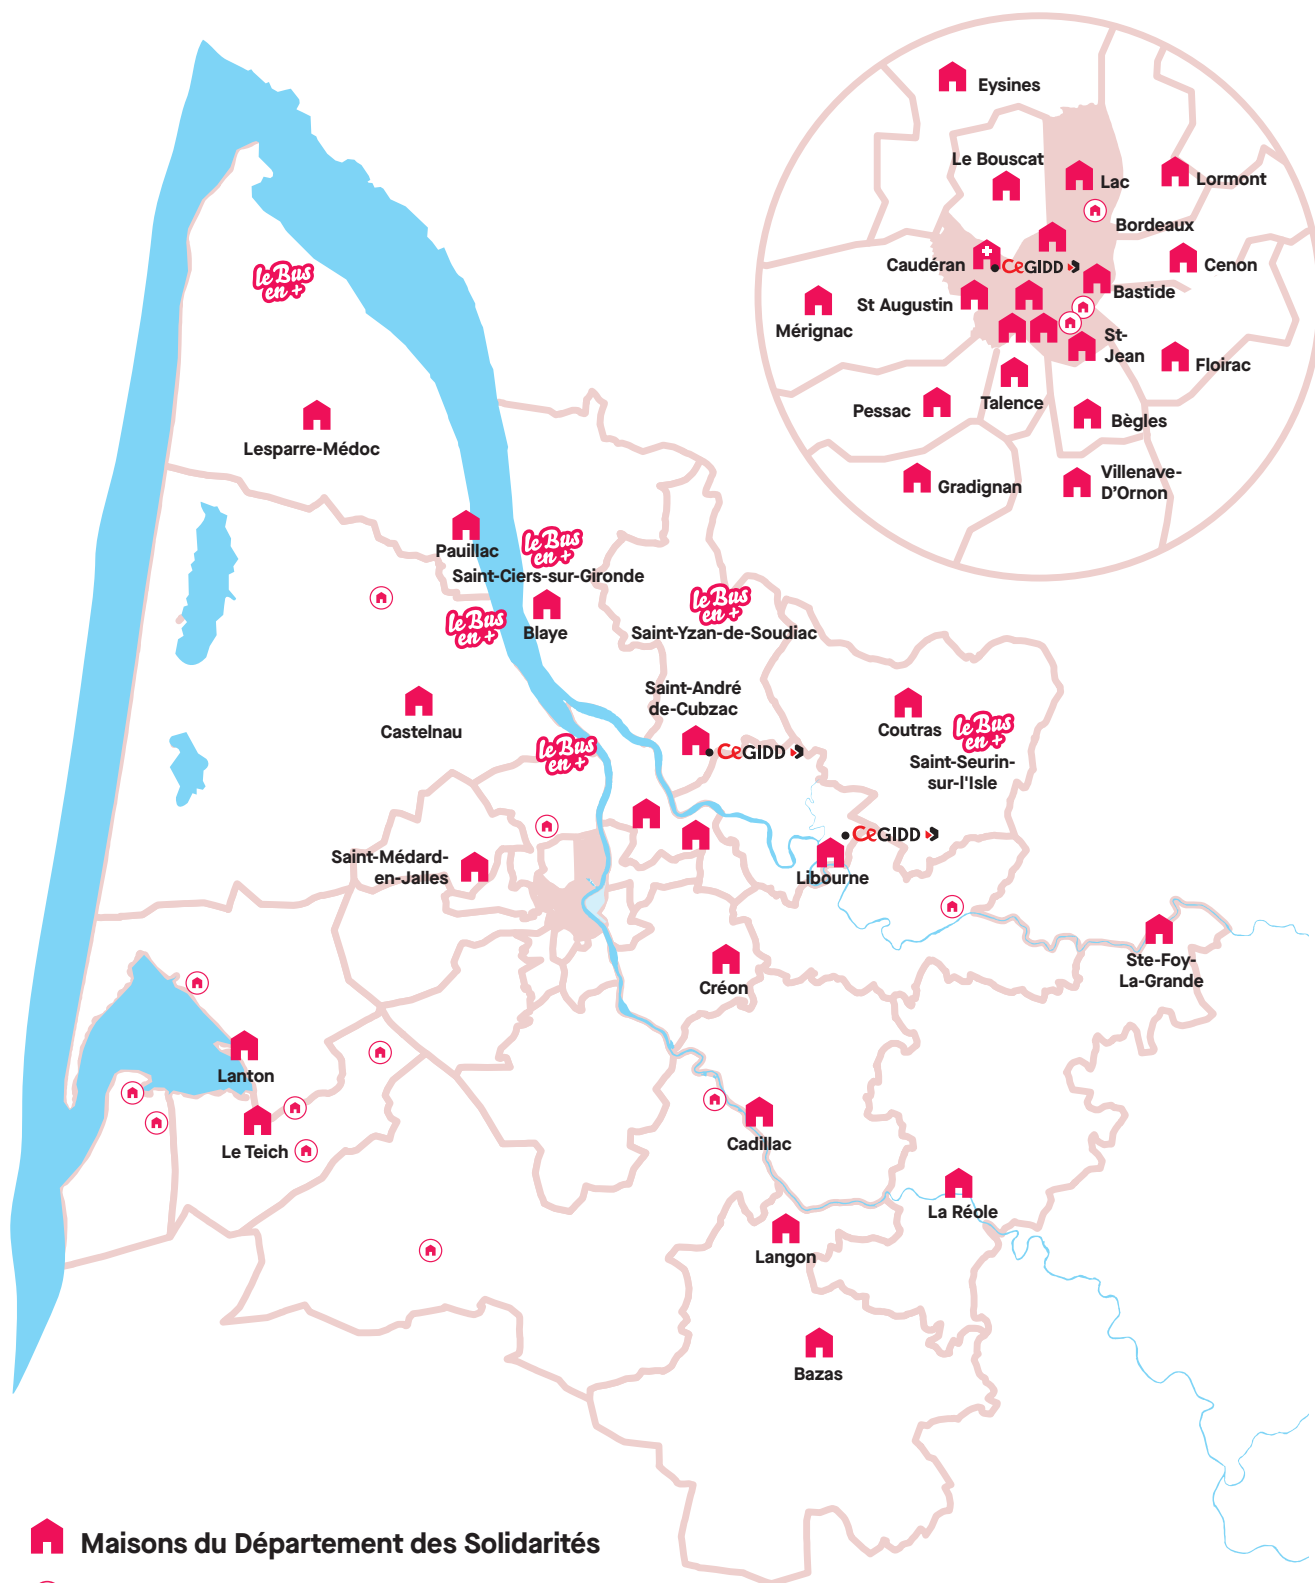 Eysines
Le Bouscat
Lac
Lormont
Bordeaux
Caudéran
CeGIDD
Cenon
Bastide
St Augustin
Mérignac
St-
Jean
Floirac
Talence
Pessac
Bègles
Gradignan
Villenave-
D'Ornon
le Bus
en +
Lesparre-Médoc
Pauillac
le Bus
en +
Saint-Ciers-sur-Gironde
le Bus
en +
Blaye
le Bus
en +
Saint-Yzan-de-Soudiac
Castelnau
Saint-André
de-Cubzac
CeGIDD
Coutras
le Bus
en +
Saint-Seurin-
sur-l'Isle
le Bus
en +
CeGIDD
Libourne
Saint-Médard-
en-Jalles
Ste-Foy-
La-Grande
Créon
Lanton
Le Teich
Cadillac
La Réole
Langon
Bazas
Maisons du Département des Solidarités